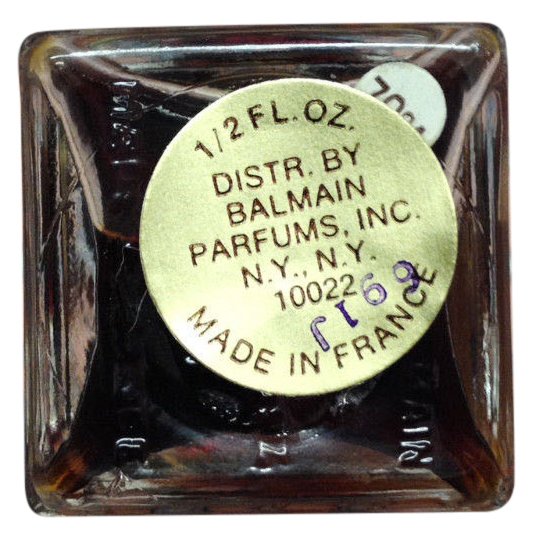 1/2 FL. OZ.
DISTR. BY
BALMAIN
PARFUMS, INC.
N.Y., N.Y.
10022
MADE IN FRANCE